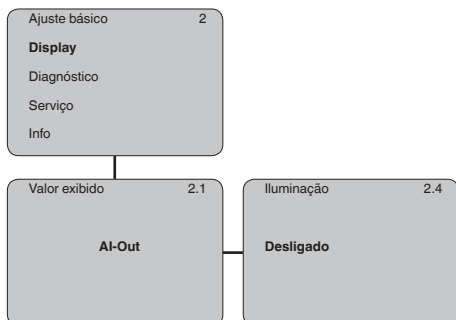 Ajuste básico 2
Display
Diagnóstico
Serviço
Info
Valor exibido 2.1
AI-Out
Iluminação 2.4
Desligado